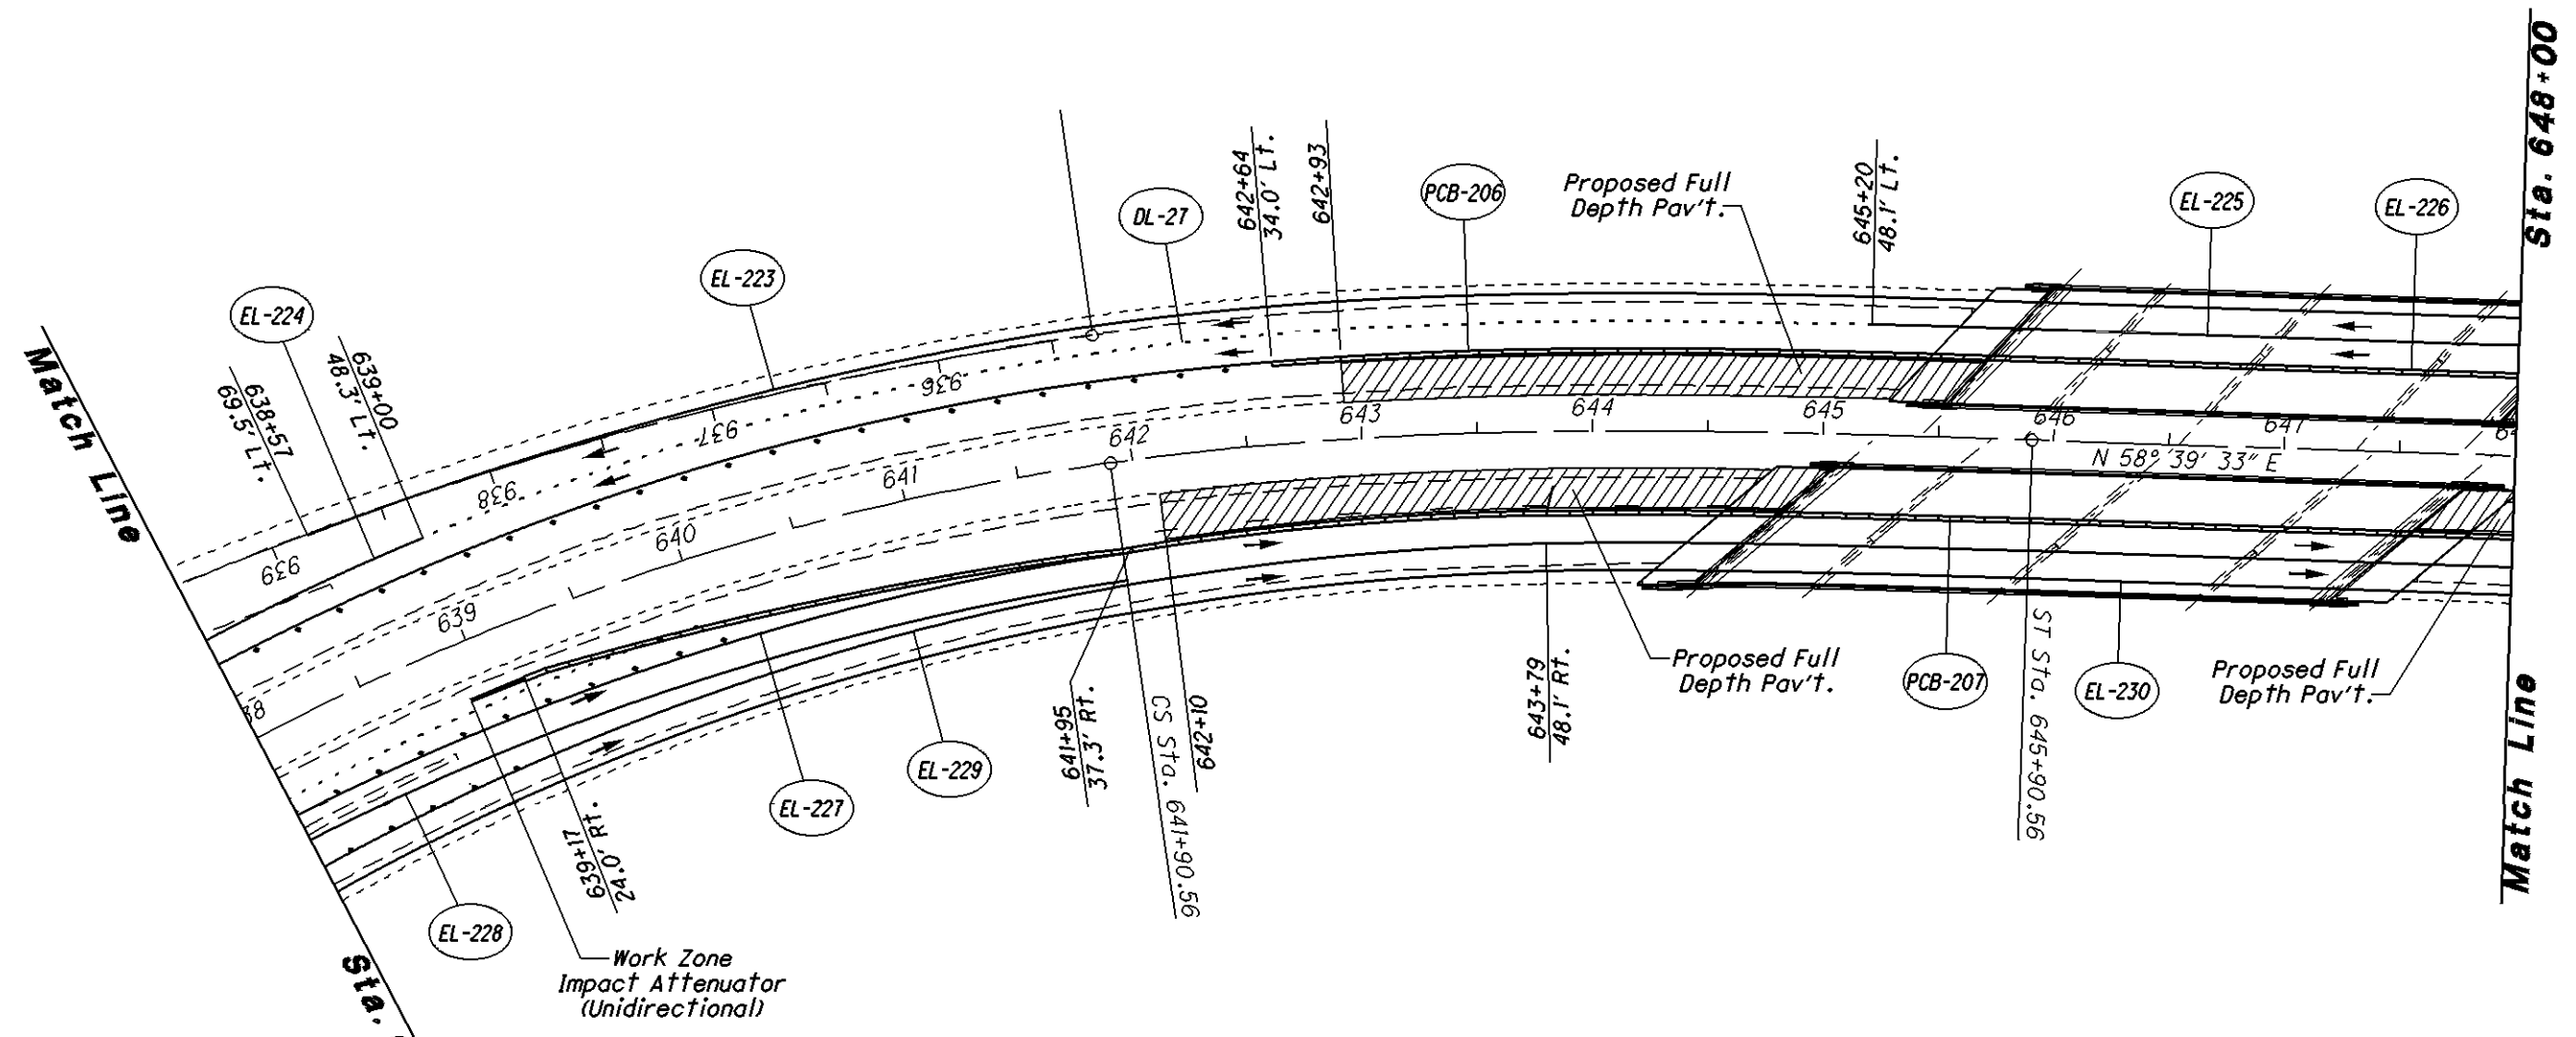 Match Line
EL-224
638+57
69.5' Lt.
639+00
48.3' Lt.
EL-223
DL-27
642+64
34.0' Lt.
642+93
PCB-206
Proposed Full
Depth Pav't.
645+20
48.1' Lt.
EL-225
EL-226
Sta. 648+00
939
938
937
936
38
639
640
641
642
643
644
645
646
647
N 58° 39' 33" E
EL-228
Work Zone
Impact Attenuator
(Unidirectional)
639+17
24.0' Rt.
EL-227
EL-229
641+95
37.3' Rt.
CS Sta. 641+90.56
642+10
643+79
48.1' Rt.
Proposed Full
Depth Pav't.
PCB-207
ST Sta. 645+90.56
EL-230
Proposed Full
Depth Pav't.
Match Line
Sta.